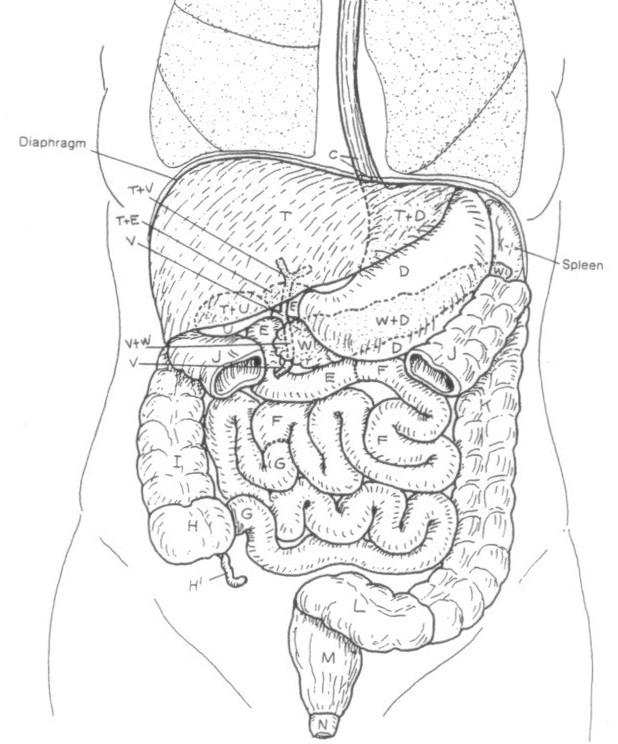 C
Diaphragm
T+V
T
T+D
T+E
V
Spleen
D
W
E
T+U
W+D
U
E
V+W
W
D
J
J
V
E
F
K
F
F
I
G
G
H
H'
L
M
N